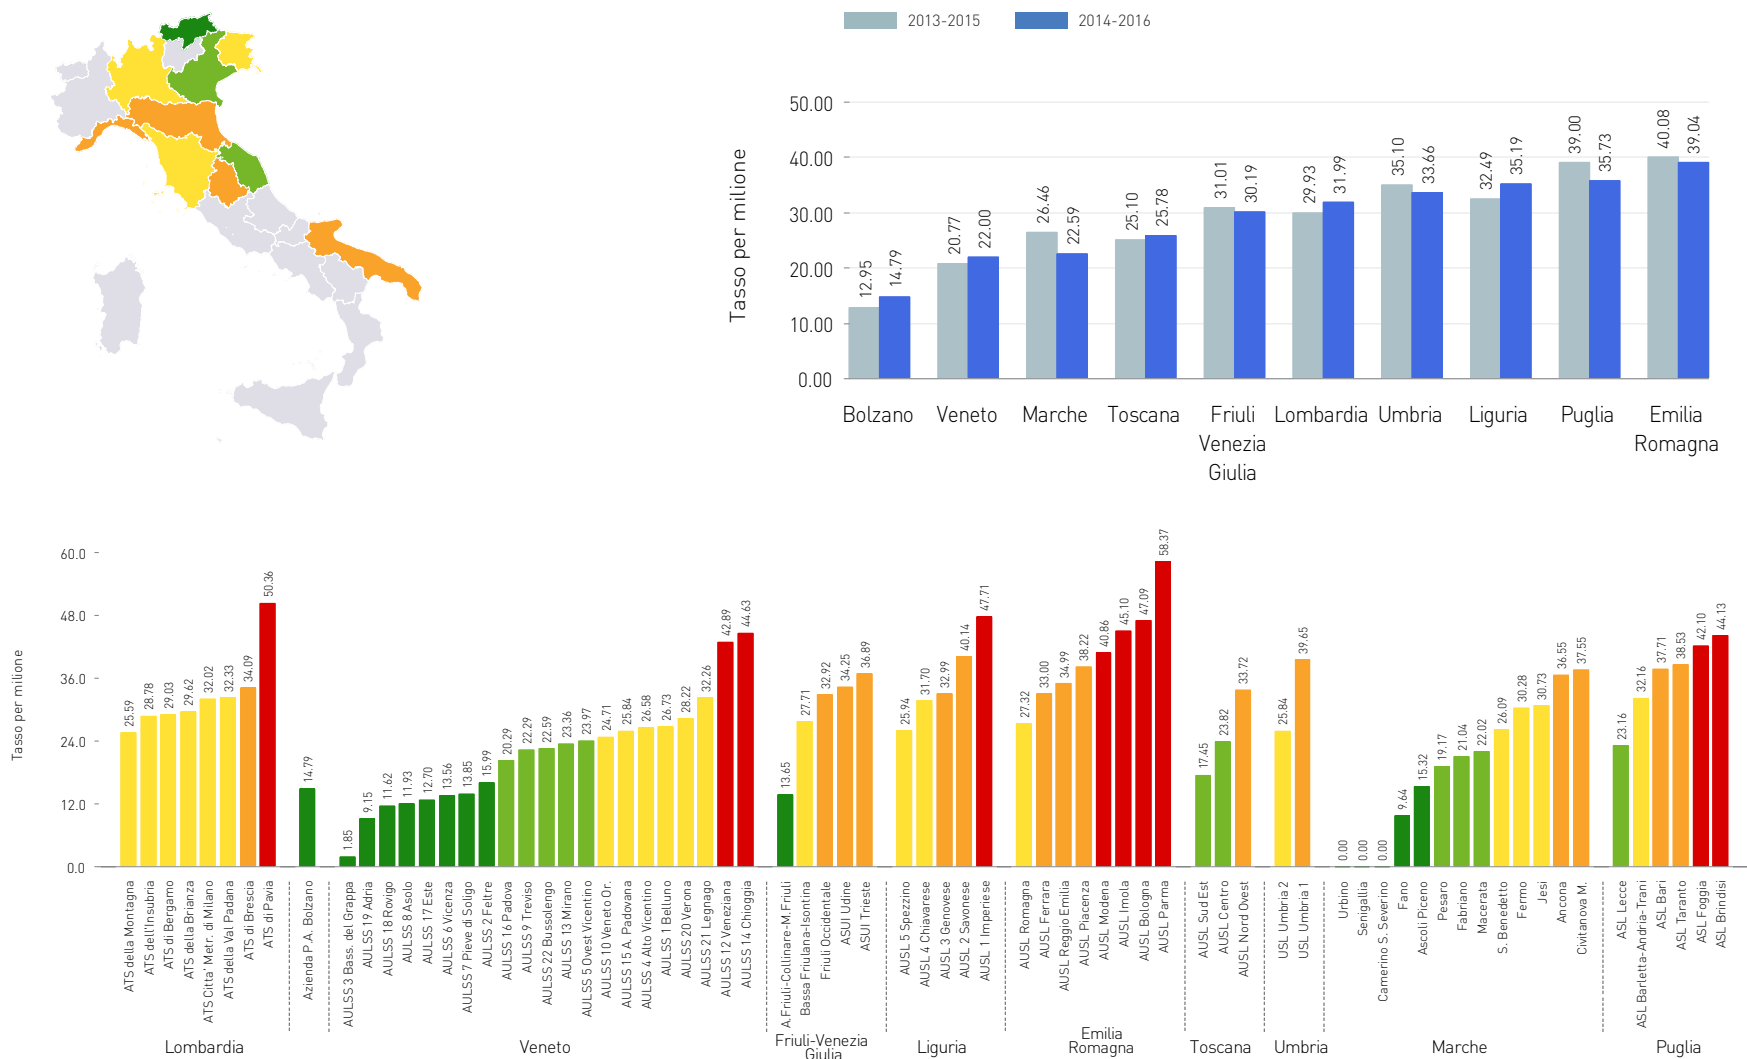 2013-2015
2014-2016
Tasso per milione
50.00
40.00
30.00
20.00
10.00
0.00
12.95
14.79
20.77
22.00
26.46
22.59
25.10
25.78
31.01
30.19
29.93
31.99
35.10
33.66
32.49
35.19
39.00
35.73
40.08
39.04
Bolzano
Veneto
Marche
Toscana
Friuli
Venezia
Giulia
Lombardia
Umbria
Liguria
Puglia
Emilia
Romagna
Tasso per milione
60.0
48.0
36.0
24.0
12.0
0.0
25.59
28.78
29.03
29.62
32.02
32.33
34.09
50.36
14.79
1.85
9.15
11.62
11.93
12.70
13.56
13.85
15.99
20.29
22.29
22.59
23.36
23.97
24.71
25.84
26.58
26.73
28.22
32.26
42.89
44.63
13.65
27.71
32.92
34.25
36.89
25.94
31.70
32.99
40.14
47.71
27.32
33.00
34.99
38.22
40.86
45.10
47.09
58.37
17.45
23.82
33.72
25.84
39.65
0.00
0.00
0.00
9.64
15.32
19.17
21.04
22.02
26.09
30.28
30.73
36.55
37.55
23.16
32.16
37.71
38.53
42.10
44.13
ATS della Montagna
ATS dell'Insubria
ATS di Bergamo
ATS della Brianza
ATS Citta' Metr. di Milano
ATS della Val Padana
ATS di Brescia
ATS di Pavia
Azienda P.A. Bolzano
AULSS 3 Bass. del Grappa
AULSS 19 Adria
AULSS 18 Rovigo
AULSS 8 Asolo
AULSS 17 Este
AULSS 6 Vicenza
AULSS 7 Pieve di Soligo
AULSS 2 Feltre
AULSS 16 Padova
AULSS 9 Treviso
AULSS 22 Bussolengo
AULSS 13 Mirano
AULSS 5 Ovest Vicentino
AULSS 10 Veneto Or.
AULSS 15 A. Padovana
AULSS 4 Alto Vicentino
AULSS 1 Belluno
AULSS 20 Verona
AULSS 21 Legnago
AULSS 12 Veneziana
AULSS 14 Chioggia
A.Friuli-Collinare-M.Friuli
Bassa Friulana-Isontina
Friuli Occidentale
ASUI Udine
ASUI Trieste
AUSL 5 Spezzino
AUSL 4 Chiavarese
AUSL 3 Genovese
AUSL 2 Savonese
AUSL 1 Imperiese
AUSL Romagna
AUSL Ferrara
AUSL Reggio Emilia
AUSL Piacenza
AUSL Modena
AUSL Imola
AUSL Bologna
AUSL Parma
AUSL Sud Est
AUSL Centro
AUSL Nord Ovest
USL Umbria 2
USL Umbria 1
Urbino
Senigallia
Camerino S. Severino
Fano
Ascoli Piceno
Pesaro
Fabriano
Macerata
S. Benedetto
Fermo
Jesi
Ancona
Civitanova M.
ASL Lecce
ASL Barletta-Andria-Trani
ASL Bari
ASL Taranto
ASL Foggia
ASL Brindisi
Lombardia
Veneto
Friuli-Venezia
Giulia
Liguria
Emilia
Romagna
Toscana
Umbria
Marche
Puglia